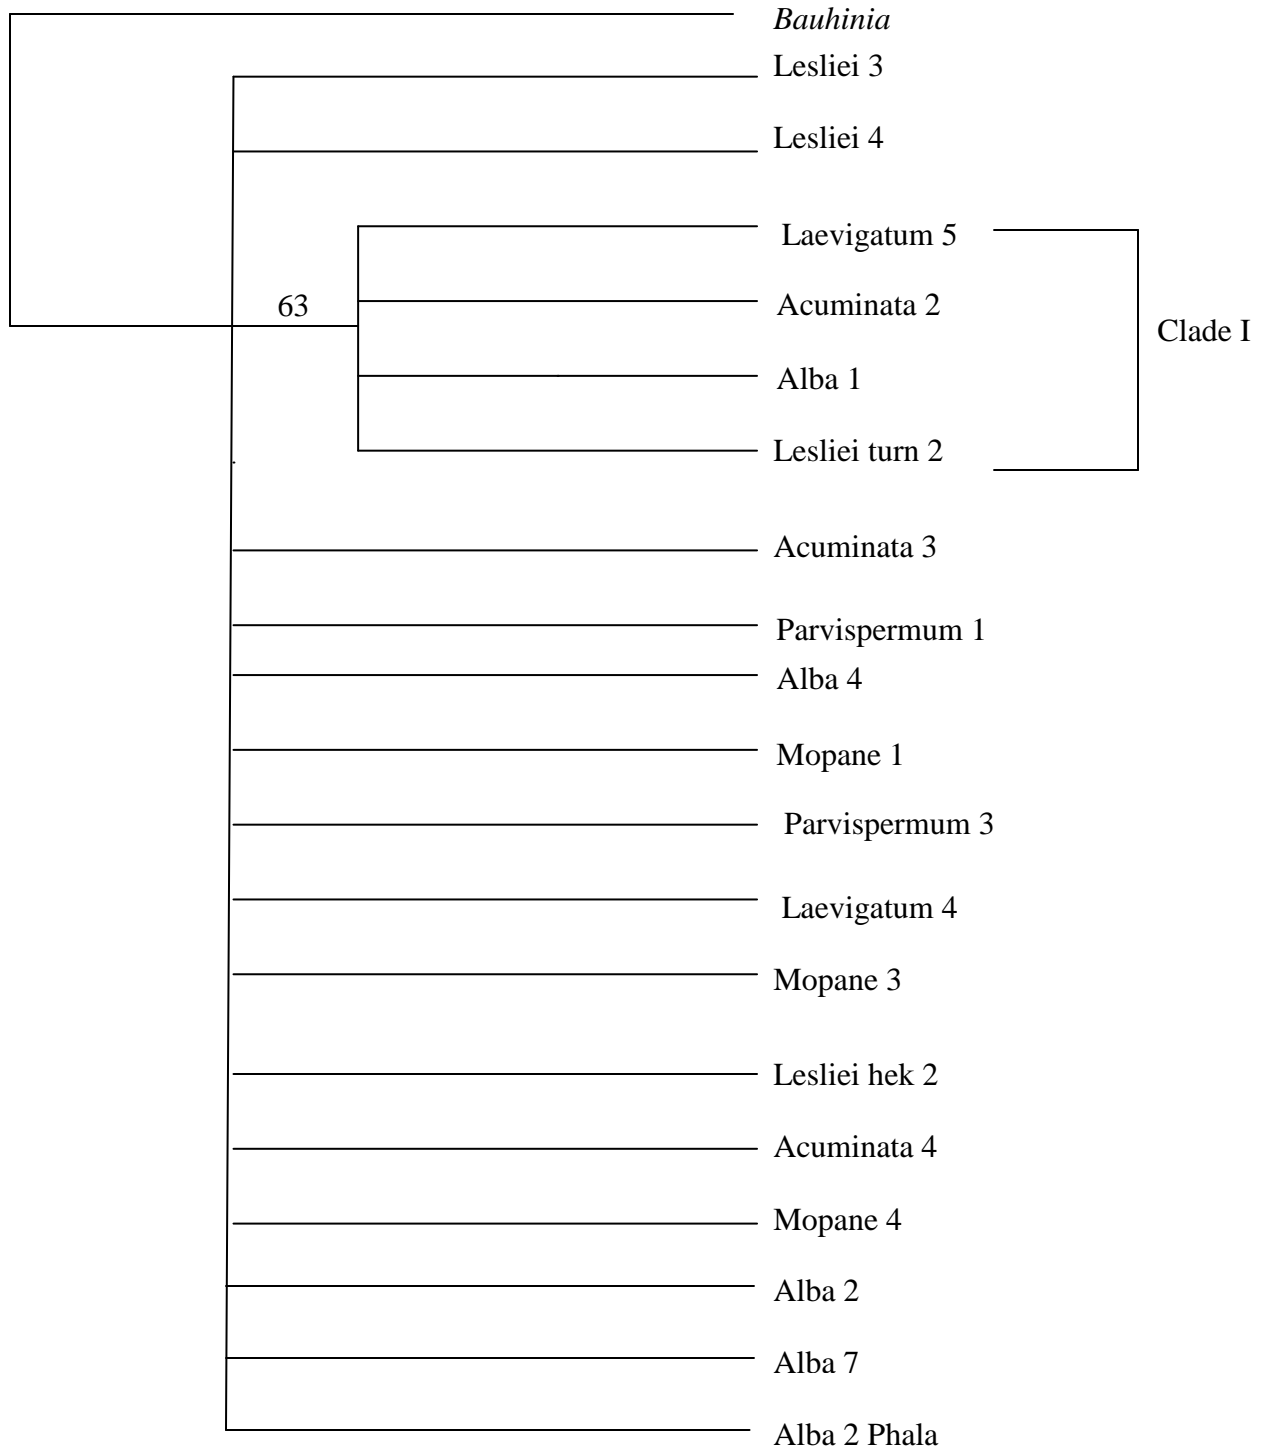 Bauhinia
Lesliei 3
Lesliei 4
Laevigatum 5
63
Acuminata 2
Clade I
Alba 1
Lesliei turn 2
Acuminata 3
Parvispermum 1
Alba 4
Mopane 1
Parvispermum 3
Laevigatum 4
Mopane 3
Lesliei hek 2
Acuminata 4
Mopane 4
Alba 2
Alba 7
Alba 2 Phala